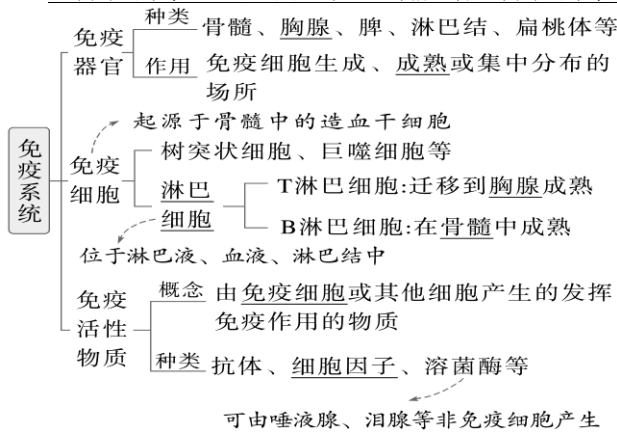 种类 骨髓、胸腺、脾、淋巴结、扁桃体等
免疫器官
作用 免疫细胞生成、成熟或集中分布的
场所
起源于骨髓中的造血干细胞
免疫系统
免疫细胞
树突状细胞、巨噬细胞等
淋巴细胞
T淋巴细胞:迁移到胸腺成熟
B淋巴细胞:在骨髓中成熟
位于淋巴液、血液、淋巴结中
免疫活性物质
概念 由免疫细胞或其他细胞产生的发挥
免疫作用的物质
种类 抗体、细胞因子、溶菌酶等
可由唾液腺、泪腺等非免疫细胞产生